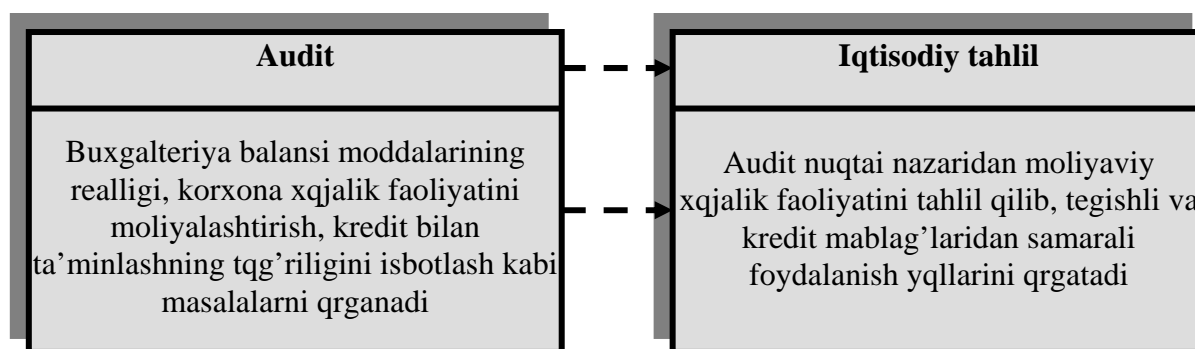 Audit
Buxgalteriya balansi moddalarining
realligi, korxona xqjalik faoliyatini
moliyalashtirish, kredit bilan
ta’minlashning tqg’riligini isbotlash kabi
masalalarni qrganadi
Iqtisodiy tahlil
Audit nuqtai nazaridan moliyaviy
xqjalik faoliyatini tahlil qilib, tegishli va
kredit mablag’laridan samarali
foydalanish yqllarini qrgatadi